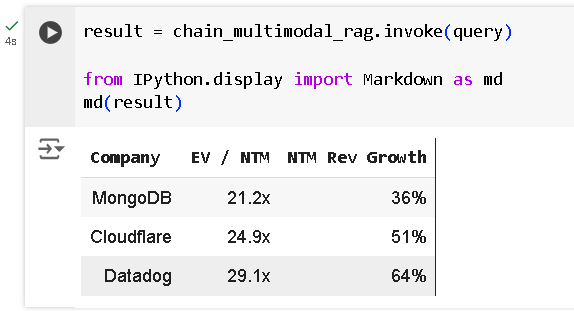 result = chain_multimodal_rag.invoke(query)
4s
from IPython.display import Markdown as md
md(result)
Company EV / NTM NTM Rev Growth
MongoDB 21.2x 36%
Cloudflare 24.9x 51%
Datadog 29.1x 64%